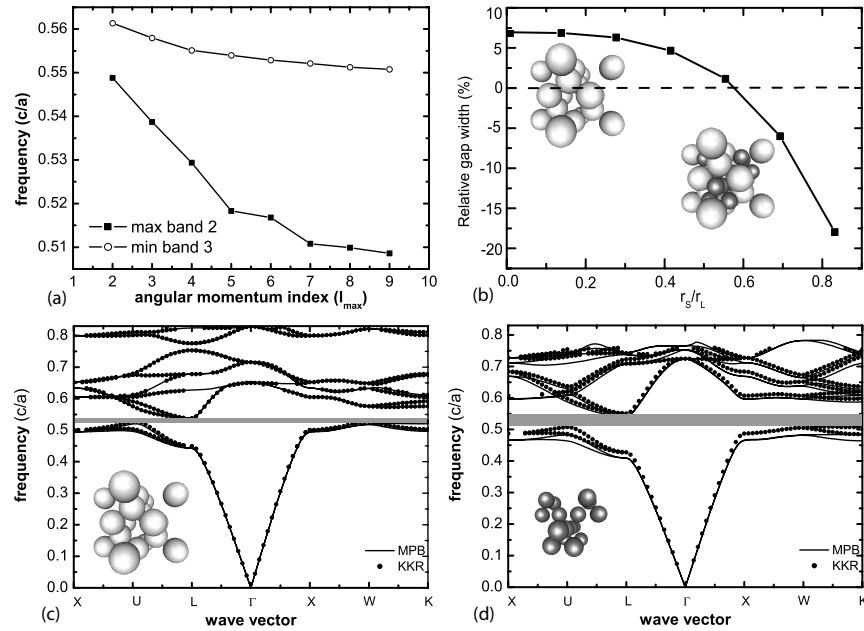 0.56
0.55
0.54
0.53
0.52
0.51
frequency (c/a)
max band 2
min band 3
1 2 3 4 5 6 7 8 9 10
(a) angular momentum index (l_max)
10
5
0
-5
-10
-15
-20
Relative gap width (%)
0.0 0.2 0.4 0.6 0.8
(b) r_S/r_L
0.8
0.7
0.6
0.5
0.4
0.3
0.2
0.1
0.0
frequency (c/a)
MPB
KKR
X U L Γ X W K
(c) wave vector
0.8
0.7
0.6
0.5
0.4
0.3
0.2
0.1
0.0
frequency (c/a)
MPB
KKR
X U L Γ X W K
(d) wave vector